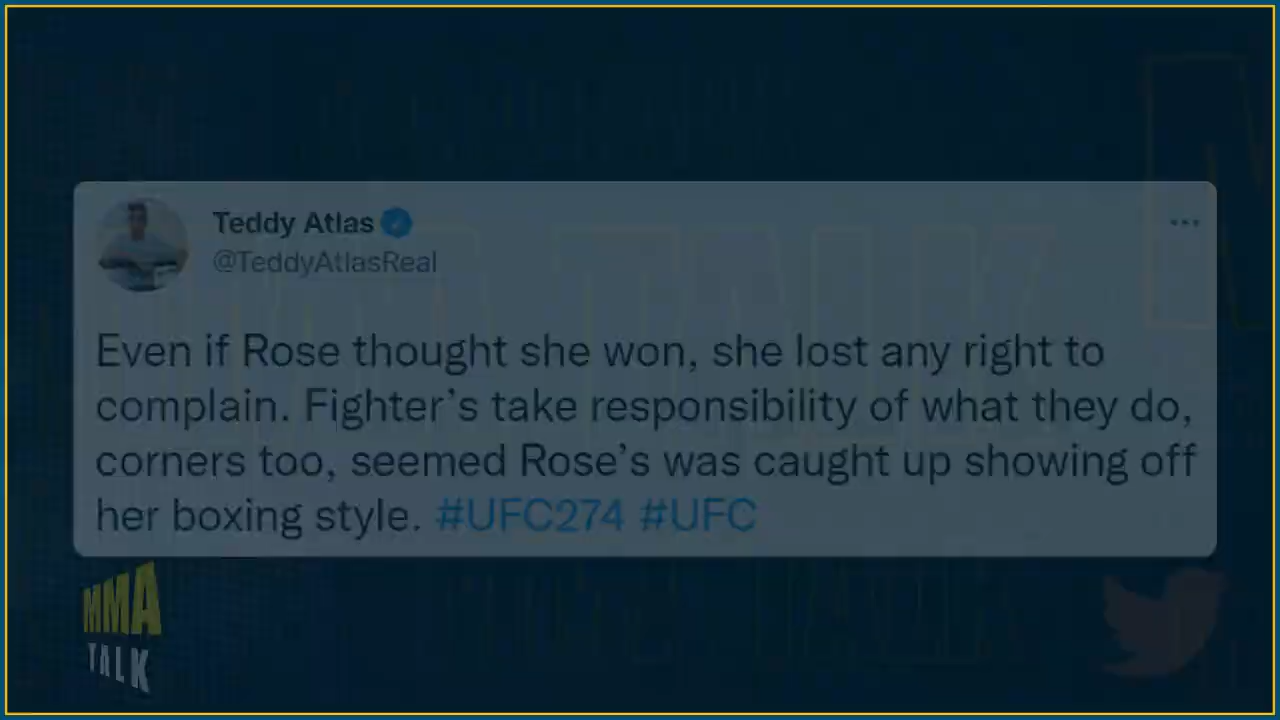 Teddy Atlas
@TeddyAtlasReal
Even if Rose thought she won, she lost any right to
complain. Fighter’s take responsibility of what they do,
corners too, seemed Rose’s was caught up showing off
her boxing style. #UFC274 #UFC
MMA
TALK